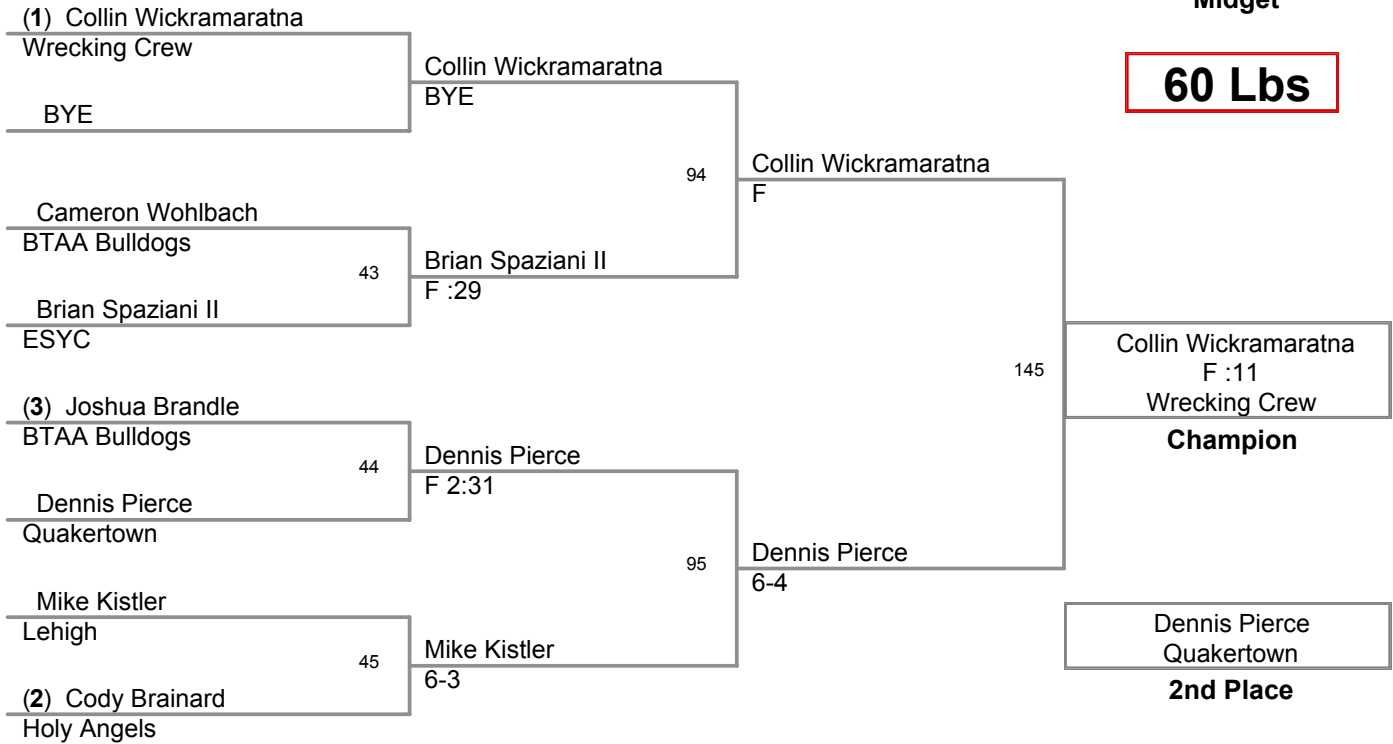 Midget
60 Lbs
(1) Collin Wickramaratna
Wrecking Crew
BYE
Cameron Wohlbach
BTAA Bulldogs
43
Brian Spaziani II
ESYC
(3) Joshua Brandle
BTAA Bulldogs
44
Dennis Pierce
Quakertown
Mike Kistler
Lehigh
45
(2) Cody Brainard
Holy Angels
Collin Wickramaratna
BYE
94
Brian Spaziani II
F :29
Dennis Pierce
F 2:31
95
Mike Kistler
6-3
Collin Wickramaratna
F
145
Dennis Pierce
6-4
Collin Wickramaratna
F :11
Wrecking Crew
Champion
Dennis Pierce
Quakertown
2nd Place